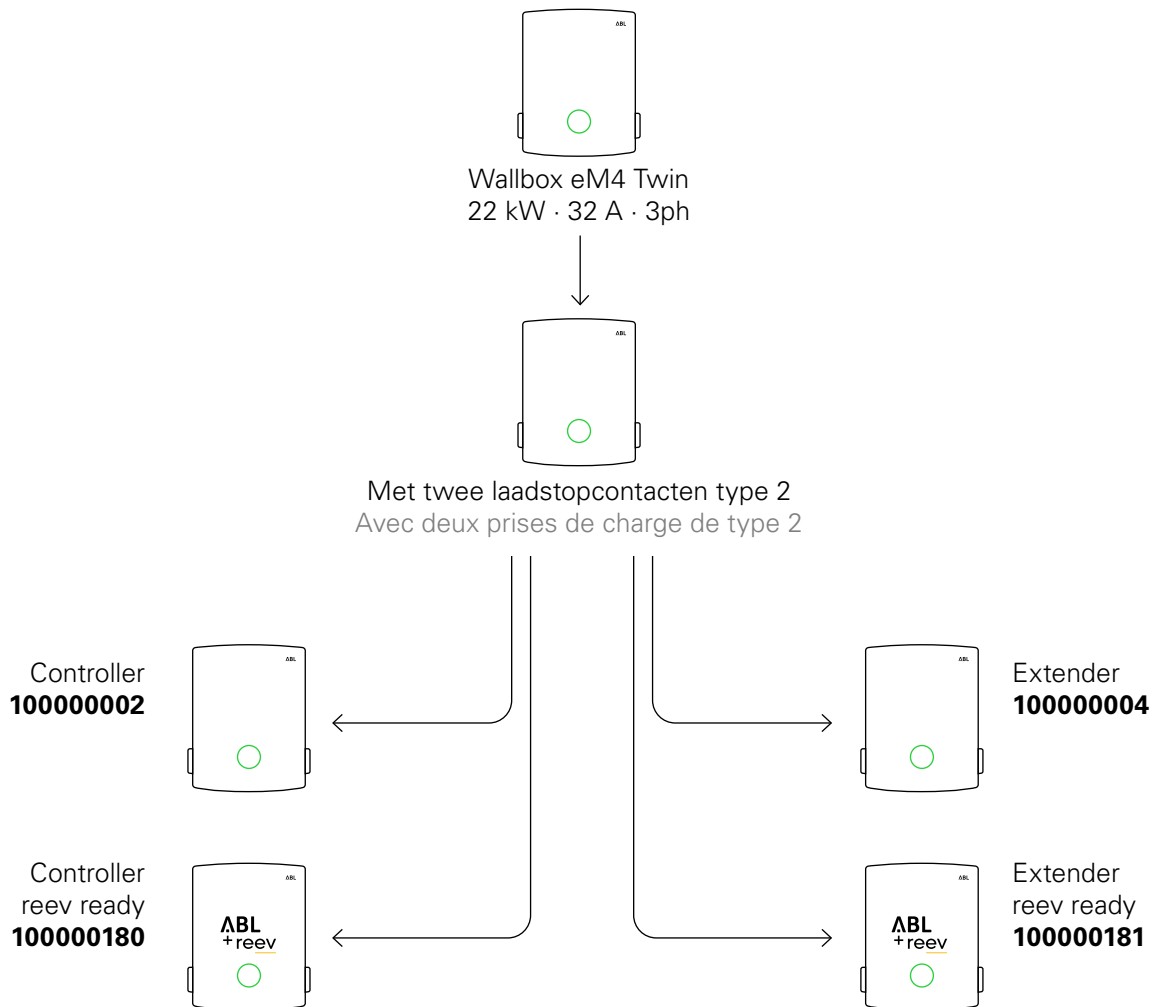 ABL
Wallbox eM4 Twin
22 kW · 32 A · 3ph
ABL
Met twee laadstopcontacten type 2
Avec deux prises de charge de type 2
Controller
100000002
ABL
ABL
Extender
100000004
Controller
reev ready
100000180
ABL
ABL
+reev
ABL
ABL
+reev
Extender
reev ready
100000181